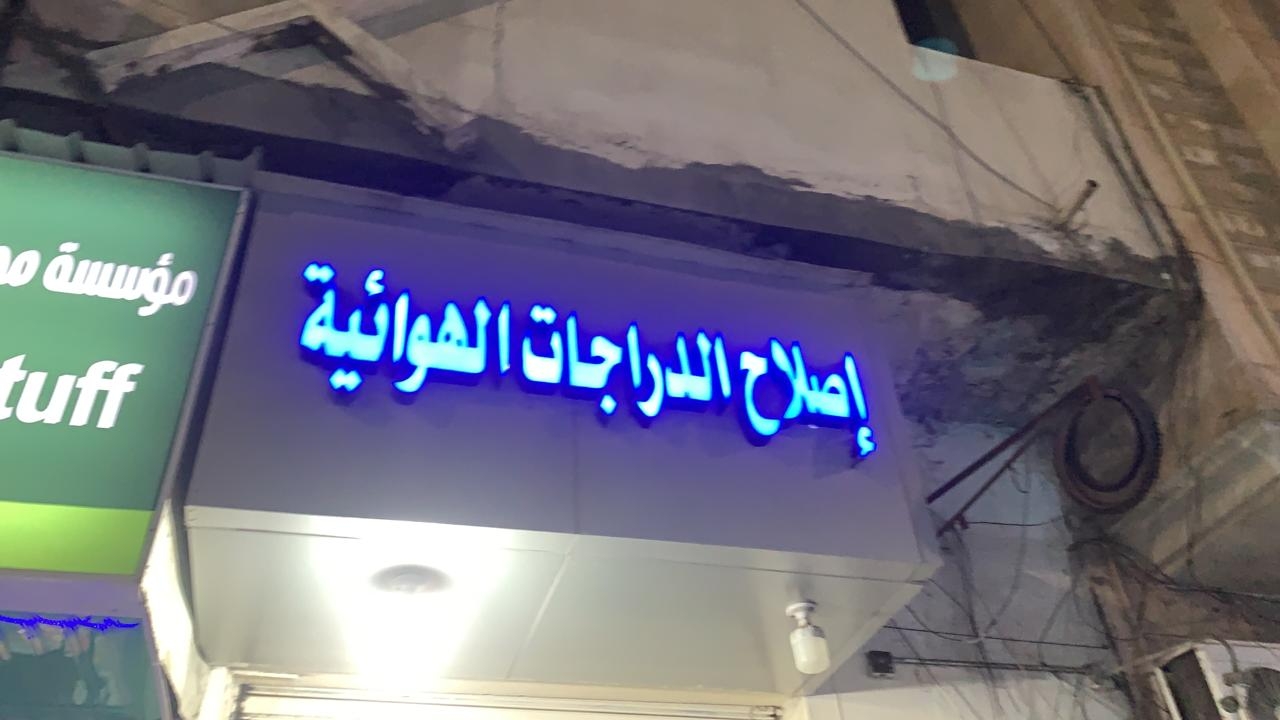 إصلاح الدراجات الهوائية
مؤسسة
tuff